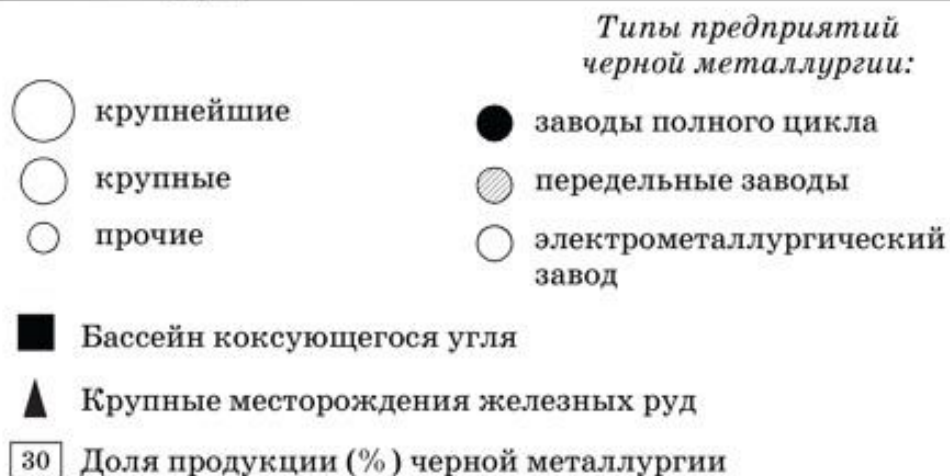 Типы предприятий
черной металлургии:
крупнейшие
крупные
прочие
заводы полного цикла
передельные заводы
электрометаллургический
завод
Бассейн коксующегося угля
Крупные месторождения железных руд
30 Доля продукции (%) черной металлургии